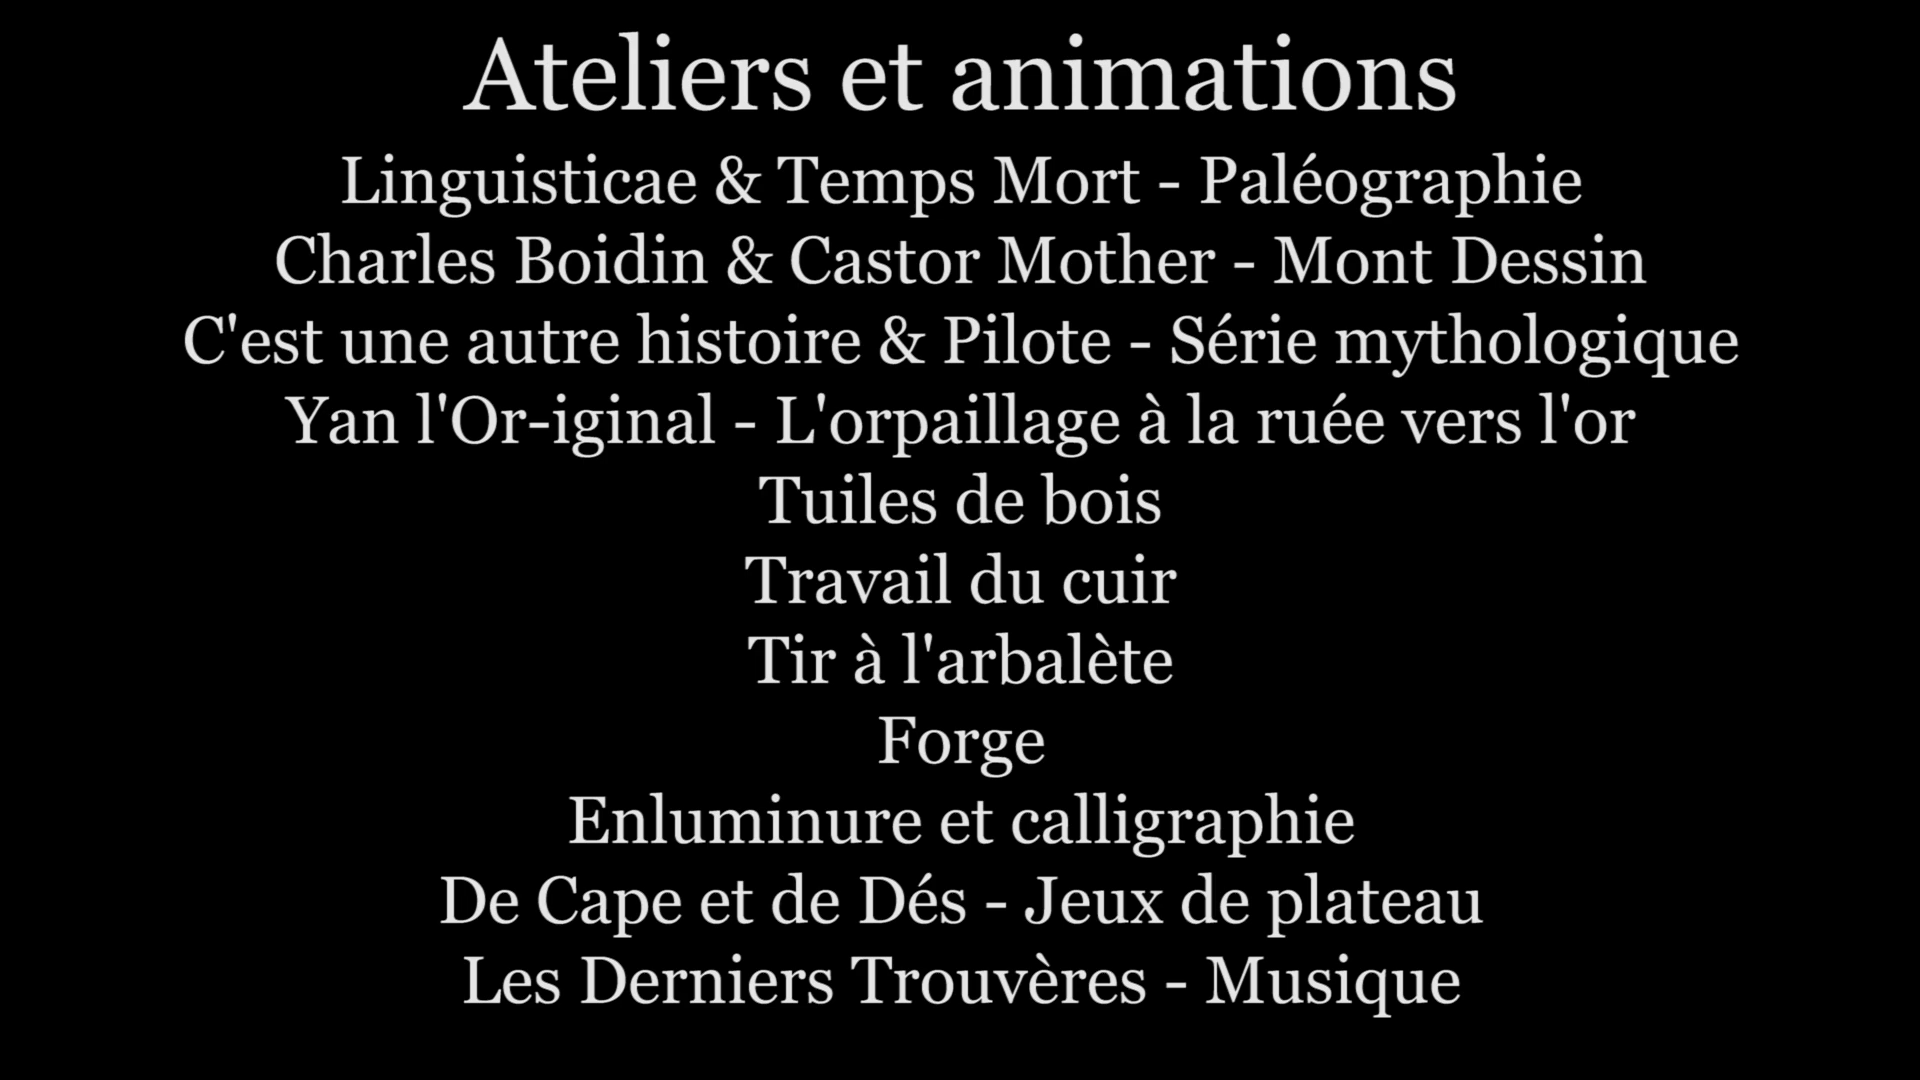 Ateliers et animations
Linguisticae & Temps Mort - Paléographie
Charles Boidin & Castor Mother - Mont Dessin
C'est une autre histoire & Pilote - Série mythologique
Yan l'Or-iginal - L'orpaillage à la ruée vers l'or
Tuiles de bois
Travail du cuir
Tir à l'arbalète
Forge
Enluminure et calligraphie
De Cape et de Dés - Jeux de plateau
Les Derniers Trouvères - Musique